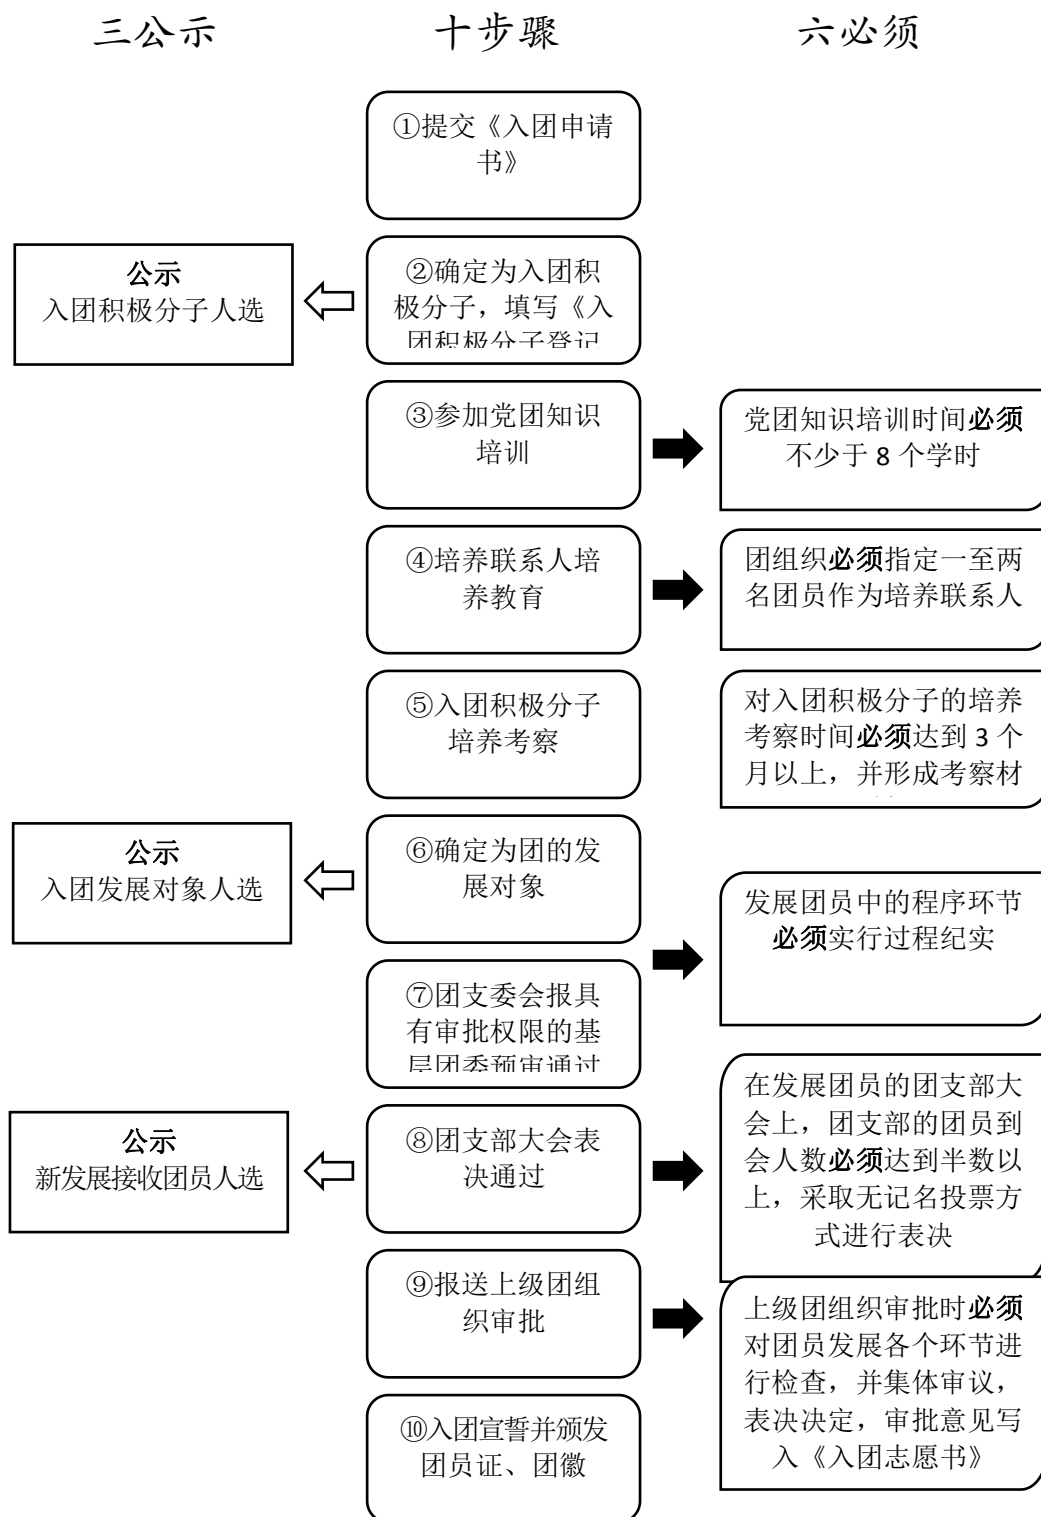 三公示
十步骤
六必须
①提交《入团申请
书》
公示
入团积极分子人选
②确定为入团积
极分子，填写《入
团积极分子登记
③参加党团知识
培训
党团知识培训时间必须
不少于 8 个学时
④培养联系人培
养教育
团组织必须指定一至两
名团员作为培养联系人
⑤入团积极分子
培养考察
对入团积极分子的培养
考察时间必须达到 3 个
月以上，并形成考察材
公示
入团发展对象人选
⑥确定为团的发
展对象
发展团员中的程序环节
必须实行过程纪实
⑦团支委会报具
有审批权限的基
层团委预审通过
公示
新发展接收团员人选
⑧团支部大会表
决通过
在发展团员的团支部大
会上，团支部的团员到
会人数必须达到半数以
上，采取无记名投票方
式进行表决
⑨报送上级团组
织审批
上级团组织审批时必须
对团员发展各个环节进
行检查，并集体审议，
表决决定，审批意见写
入《入团志愿书》
⑩入团宣誓并颁发
团员证、团徽